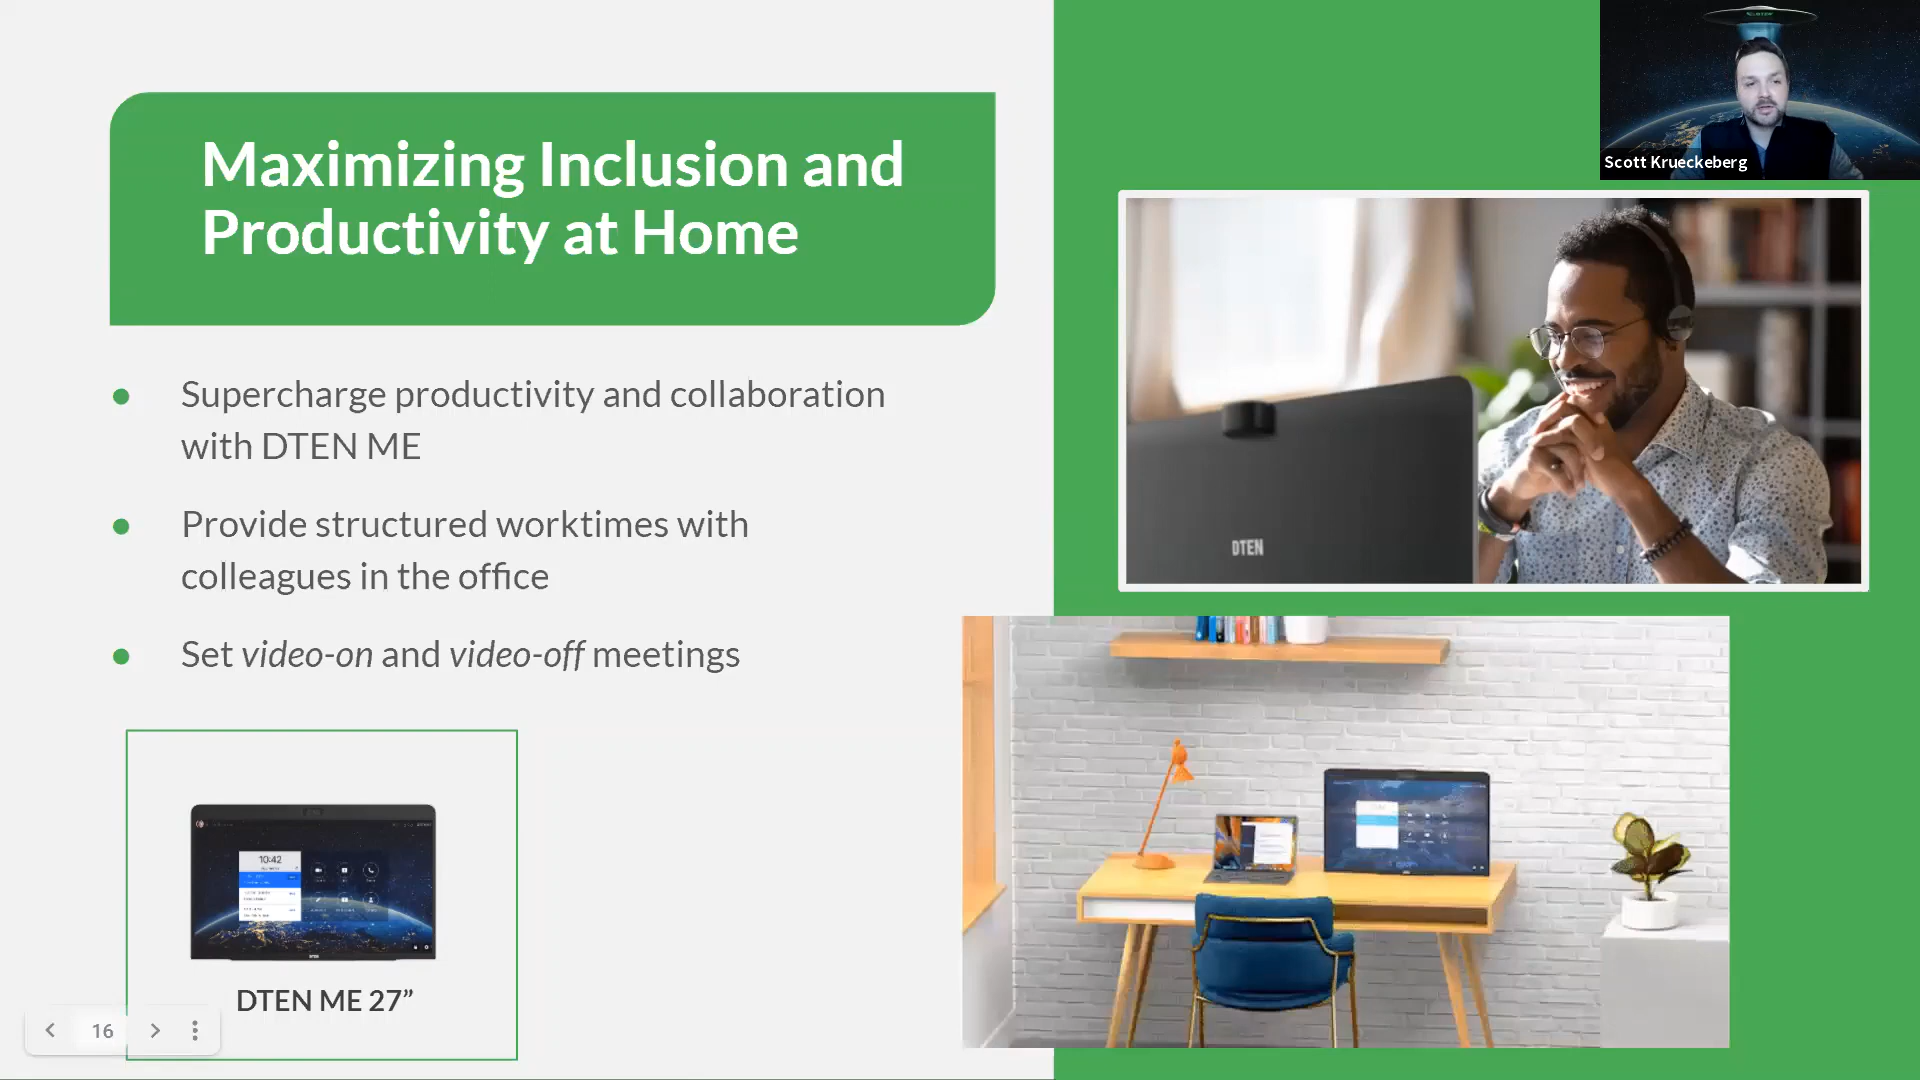 Maximizing Inclusion and
Productivity at Home
Scott Krueckeberg
Supercharge productivity and collaboration
with DTEN ME
Provide structured worktimes with
colleagues in the office
Set video-on and video-off meetings
DTEN
10:42
DTEN ME 27”
16